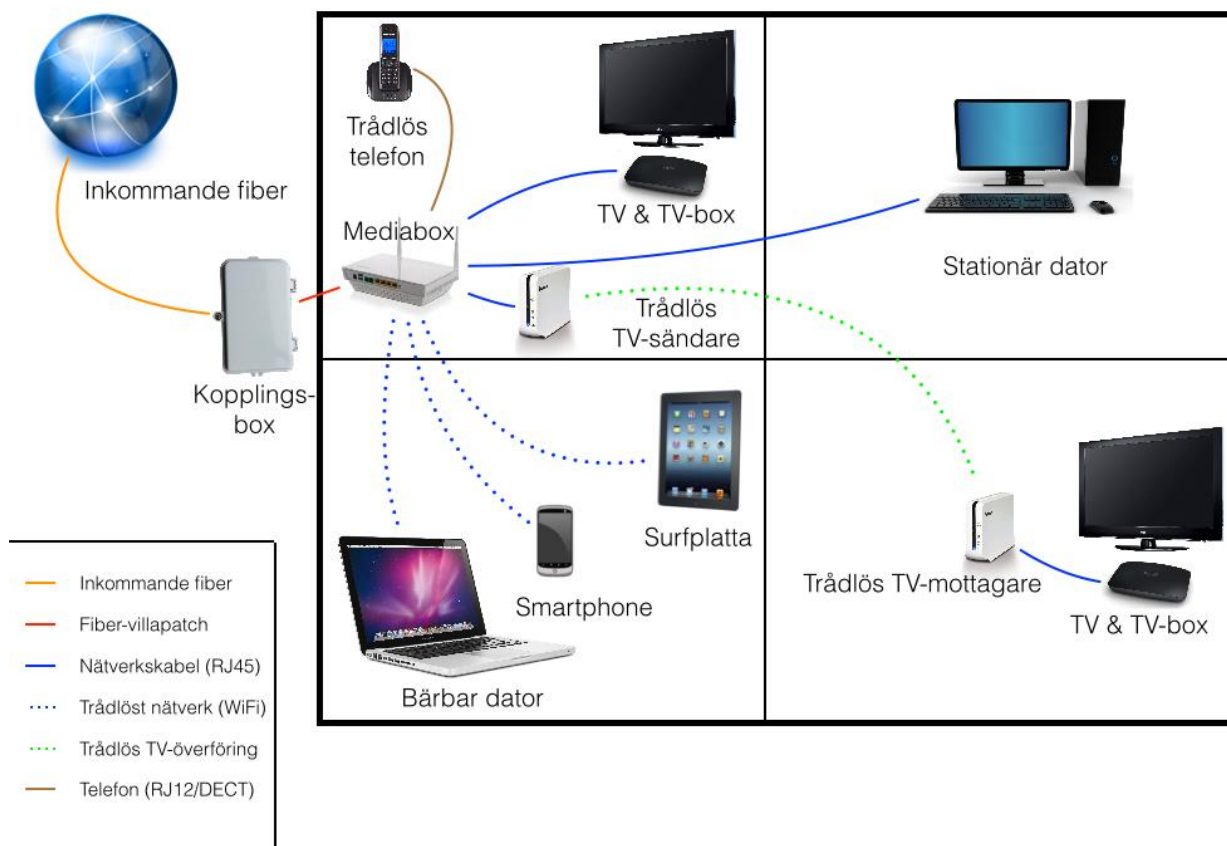 Inkommande fiber
Kopplings-
box
Trådlös
telefon
Mediabox
TV & TV-box
Trådlös
TV-sändare
Stationär dator
Surfplatta
Smartphone
Bärbar dator
Trådlös TV-mottagare
TV & TV-box
Inkommande fiber
Fiber-villapatch
Nätverkskabel (RJ45)
Trådlöst nätverk (WiFi)
Trådlös TV-överföring
Telefon (RJ12/DECT)